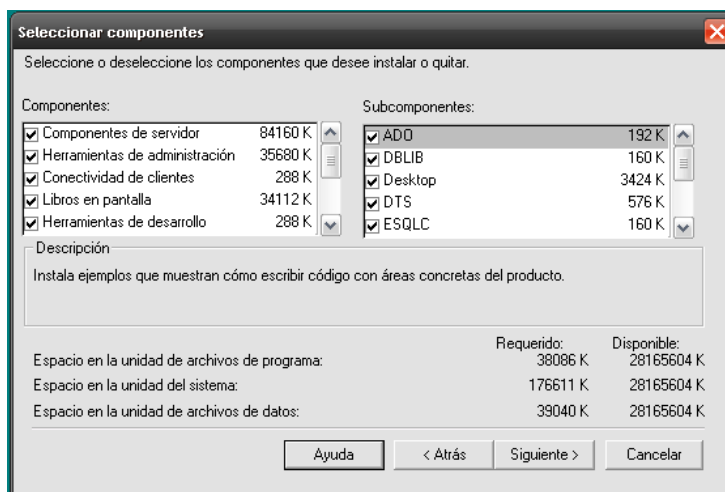 Seleccionar componentes
Seleccione o deseleccione los componentes que desee instalar o quitar.
Componentes:
Componentes de servidor 84160 K
Herramientas de administración 35680 K
Conectividad de clientes 288 K
Libros en pantalla 34112 K
Herramientas de desarrollo 288 K
Subcomponentes:
ADO 192 K
DBLIB 160 K
Desktop 3424 K
DTS 576 K
ESQLC 160 K
Descripción
Instala ejemplos que muestran cómo escribir código con áreas concretas del producto.
Requerido: Disponible:
Espacio en la unidad de archivos de programa: 38086 K 28165604 K
Espacio en la unidad del sistema: 176611 K 28165604 K
Espacio en la unidad de archivos de datos: 39040 K 28165604 K
Ayuda < Atrás Siguiente > Cancelar